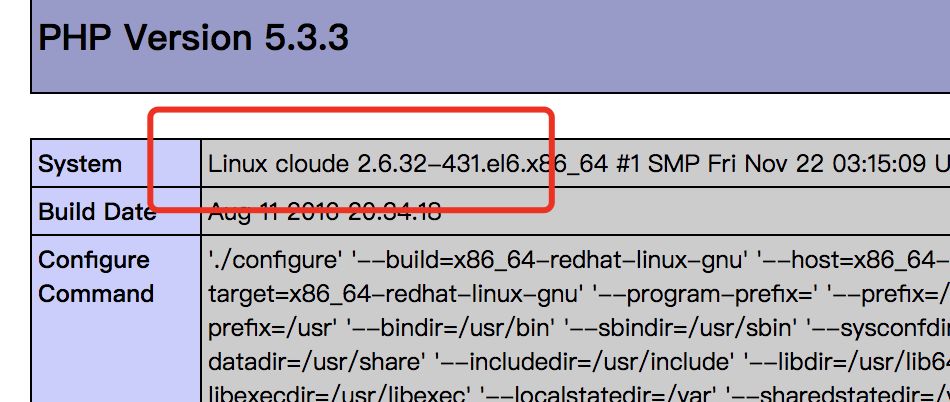 PHP Version 5.3.3
System Linux cloude 2.6.32-431.el6.x86_64 #1 SMP Fri Nov 22 03:15:09 U
Build Date Aug 11 2016 20:34:18
Configure './configure' '--build=x86_64-redhat-linux-gnu' '--host=x86_64-
Command target=x86_64-redhat-linux-gnu' '--program-prefix=' '--prefix=/
prefix=/usr' '--bindir=/usr/bin' '--sbindir=/usr/sbin' '--sysconfdir
datadir=/usr/share' '--includedir=/usr/include' '--libdir=/usr/lib64
libexecdir=/usr/libexec' '--localstatedir=/var' '--sharedstatedir=/v